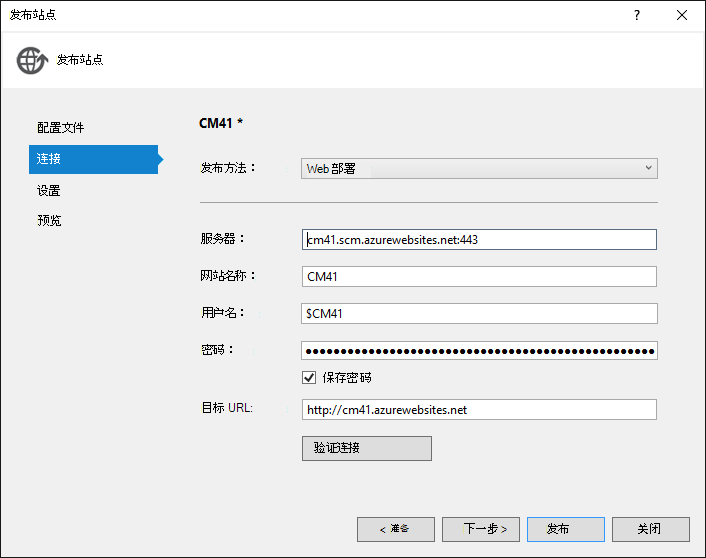 发布站点
?
发布站点
配置文件
连接
设置
预览
CM41 *
发布方法：
Web 部署
服务器：
cm41.scm.azurewebsites.net:443
网站名称：
CM41
用户名：
$CM41
密码：
●●●●●●●●●●●●●●●●●●●●●●●●●●●●●●●●●●●●●●●●●●●●●●●●●●
保存密码
目标 URL:
http://cm41.azurewebsites.net
验证连接
< 准备
下一步 >
发布
关闭